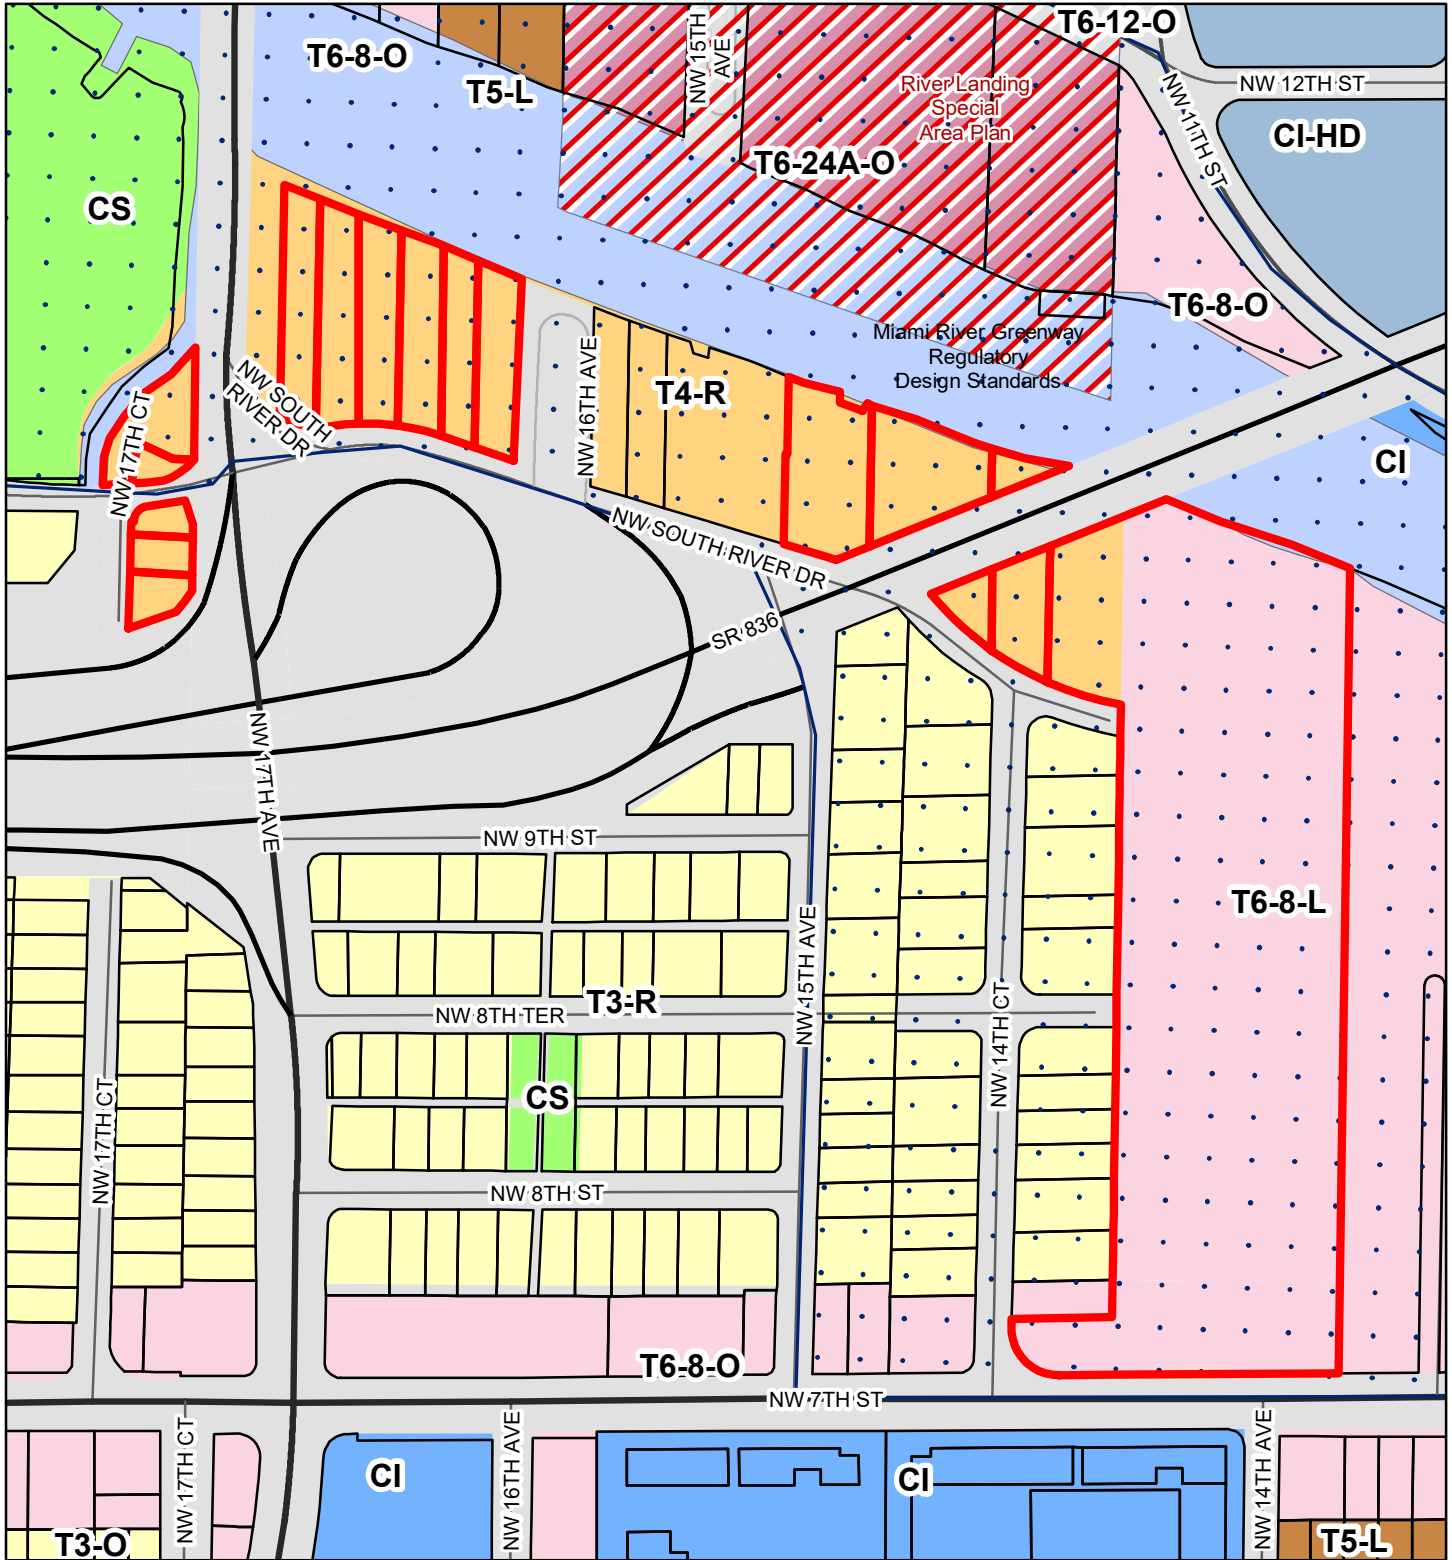 T6-12-O
T6-8-O
T5-L
NW 15TH
AVE
River Landing
Special
Area Plan
NW 12TH ST
NW 11TH ST
CI-HD
T6-24A-O
CS
T6-8-O
Miami River Greenway
Regulatory
Design Standards
NW SOUTH
RIVER DR
NW 16TH AVE
T4-R
NW 17TH CT
CI
NW SOUTH RIVER DR
SR 836
NW 17TH AVE
NW 9TH ST
T6-8-L
NW 15TH AVE
T3-R
NW 8TH TER
NW 14TH CT
CS
NW 17TH CT
NW 8TH ST
T6-8-O
NW 7TH ST
NW 17TH CT
CI
NW 16TH AVE
CI
NW 14TH AVE
T3-O
T5-L